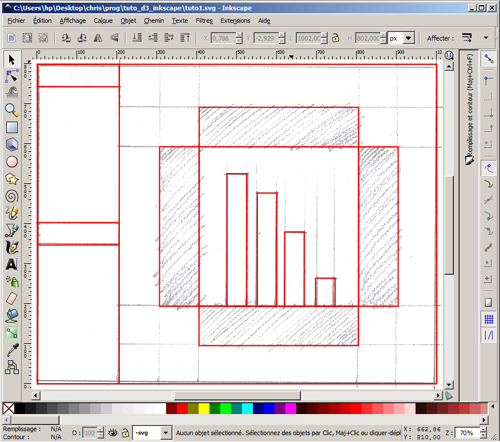 C:\Users\hp\Desktop\chris\prog\tuto_d3_inkscape\tuto1.svg - Inkscape
Fichier Édition Affichage Calque Objet Chemin Texte Filtres Extensions Aide
X 0,786 Y -2,929 L 1002,00 H 802,000 px Affecter :
Remplissage et contour (Maj+Ctrl+F)
Remplissage : N/A
Contour : N/A
O : 100
-svg
Aucun objet sélectionné. Sélectionnez des objets par Clic, Maj+Clic ou cliquer-dépl
X: 662,86
Y: 810,00
Z: 70%